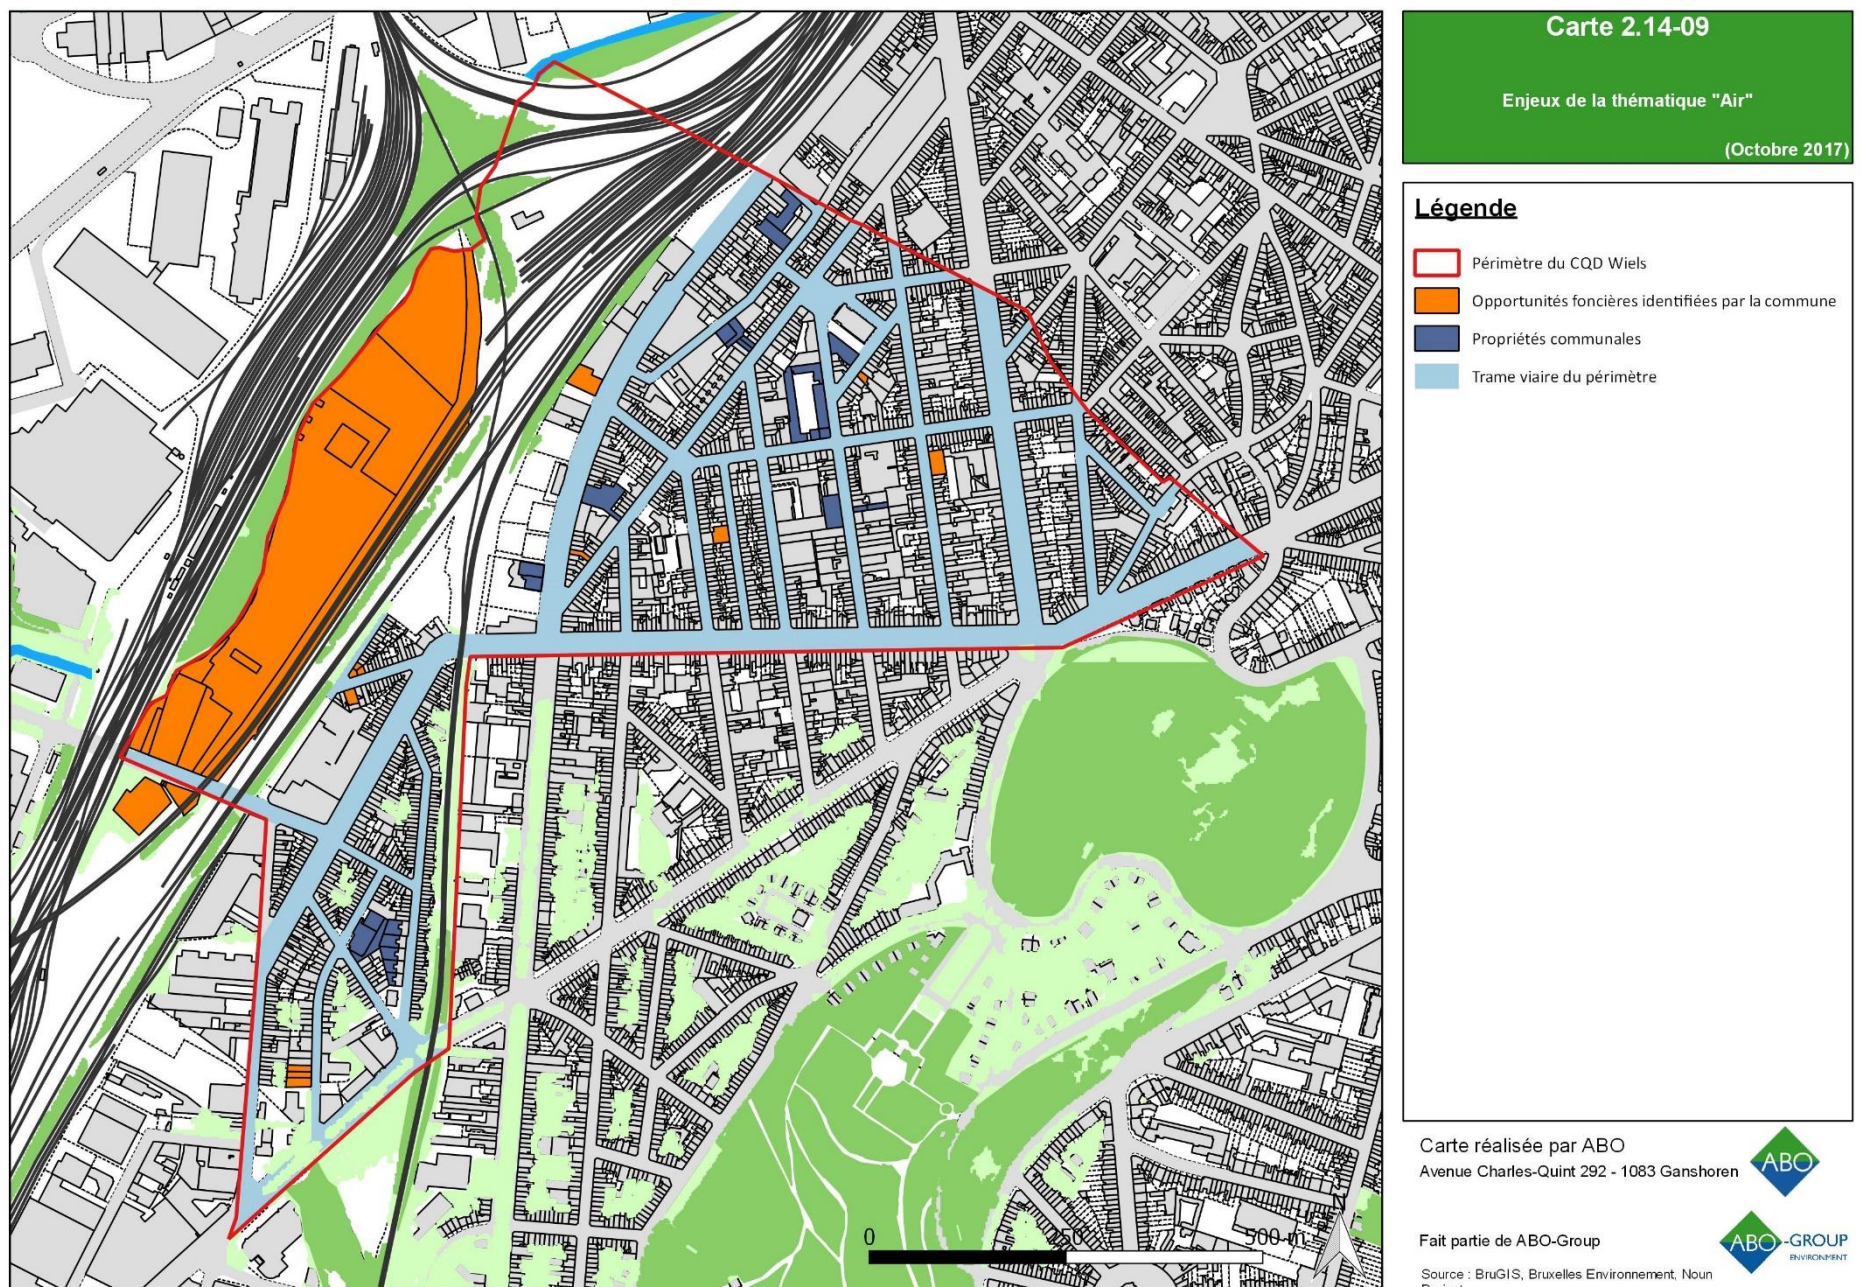 Carte 2.14-09
Enjeux de la thématique "Air"
(Octobre 2017)
Légende
Périmètre du CQD Wiels
Opportunités foncières identifiées par la commune
Propriétés communales
Trame viaire du périmètre
0 250 500 m
Carte réalisée par ABO
Avenue Charles-Quint 292 - 1083 Ganshoren
ABO
Fait partie de ABO-Group
ABO-GROUP
ENVIRONMENT
Source : BruGIS, Bruxelles Environnement, Noun